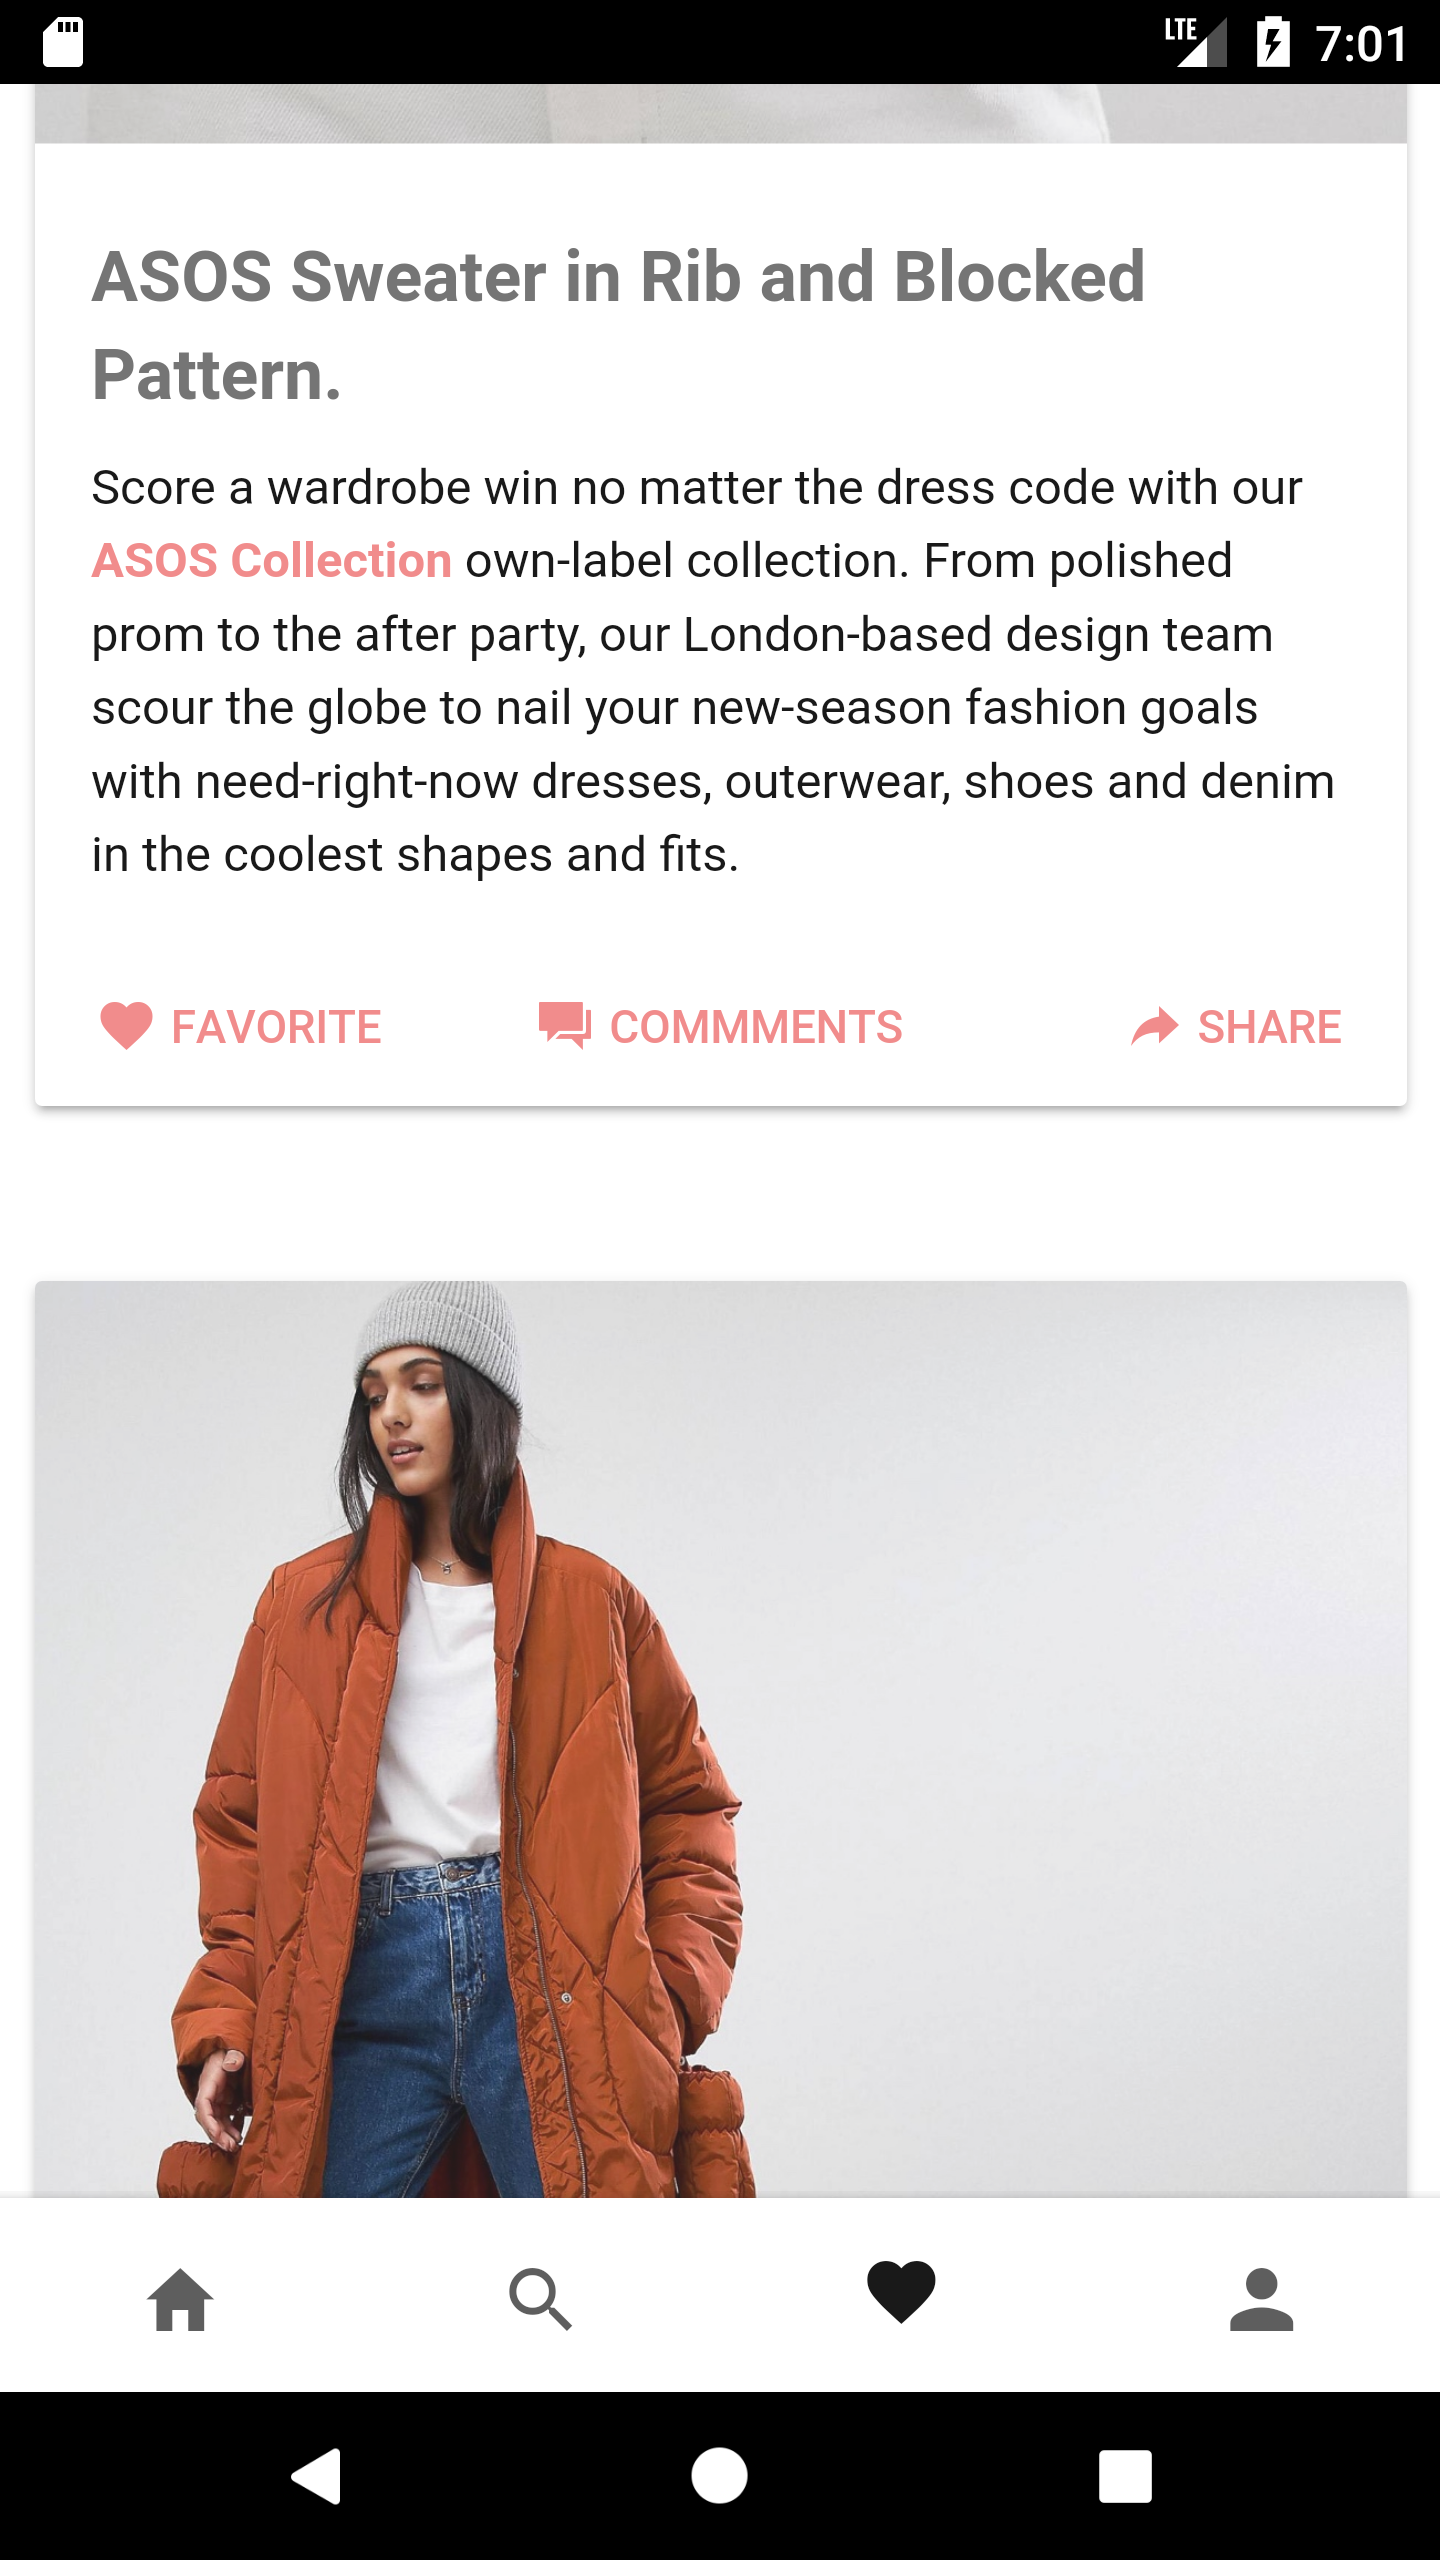 LTE 7:01
ASOS Sweater in Rib and Blocked
Pattern.
Score a wardrobe win no matter the dress code with our
ASOS Collection own-label collection. From polished
prom to the after party, our London-based design team
scour the globe to nail your new-season fashion goals
with need-right-now dresses, outerwear, shoes and denim
in the coolest shapes and fits.
FAVORITE COMMMENTS SHARE